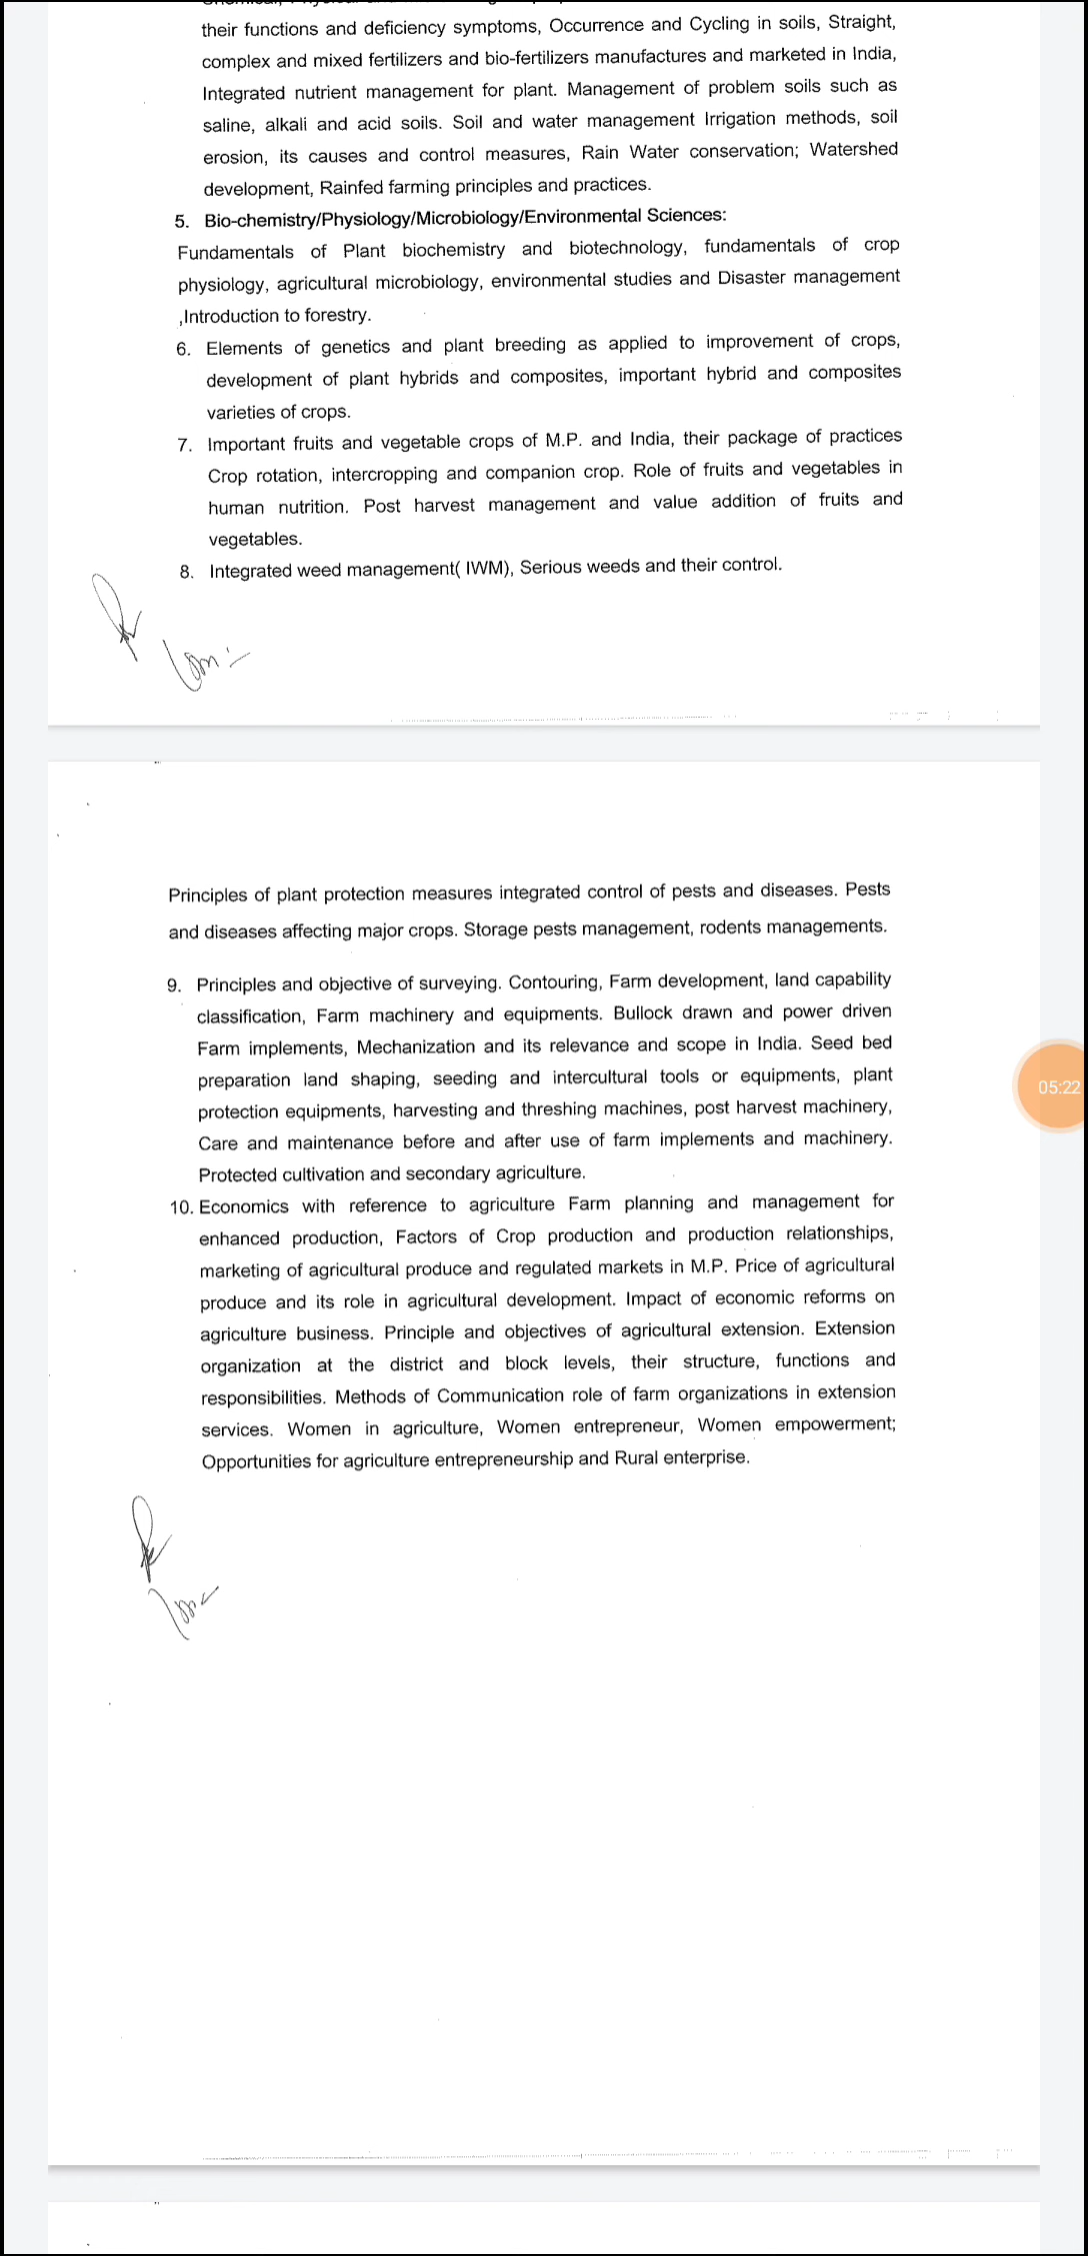 their functions and deficiency symptoms, Occurrence and Cycling in soils, Straight,
complex and mixed fertilizers and bio-fertilizers manufactures and marketed in India,
Integrated nutrient management for plant. Management of problem soils such as
saline, alkali and acid soils. Soil and water management Irrigation methods, soil
erosion, its causes and control measures, Rain Water conservation; Watershed
development, Rainfed farming principles and practices.
5. Bio-chemistry/Physiology/Microbiology/Environmental Sciences:
Fundamentals of Plant biochemistry and biotechnology, fundamentals of crop
physiology, agricultural microbiology, environmental studies and Disaster management
,Introduction to forestry.
6. Elements of genetics and plant breeding as applied to improvement of crops,
development of plant hybrids and composites, important hybrid and composites
varieties of crops.
7. Important fruits and vegetable crops of M.P. and India, their package of practices
Crop rotation, intercropping and companion crop. Role of fruits and vegetables in
human nutrition. Post harvest management and value addition of fruits and
vegetables.
8. Integrated weed management( IWM), Serious weeds and their control.
Principles of plant protection measures integrated control of pests and diseases. Pests
and diseases affecting major crops. Storage pests management, rodents managements.
9. Principles and objective of surveying. Contouring, Farm development, land capability
classification, Farm machinery and equipments. Bullock drawn and power driven
Farm implements, Mechanization and its relevance and scope in India. Seed bed
preparation land shaping, seeding and intercultural tools or equipments, plant
protection equipments, harvesting and threshing machines, post harvest machinery,
Care and maintenance before and after use of farm implements and machinery.
Protected cultivation and secondary agriculture.
05:22
10. Economics with reference to agriculture Farm planning and management for
enhanced production, Factors of Crop production and production relationships,
marketing of agricultural produce and regulated markets in M.P. Price of agricultural
produce and its role in agricultural development. Impact of economic reforms on
agriculture business. Principle and objectives of agricultural extension. Extension
organization at the district and block levels, their structure, functions and
responsibilities. Methods of Communication role of farm organizations in extension
services. Women in agriculture, Women entrepreneur, Women empowerment;
Opportunities for agriculture entrepreneurship and Rural enterprise.